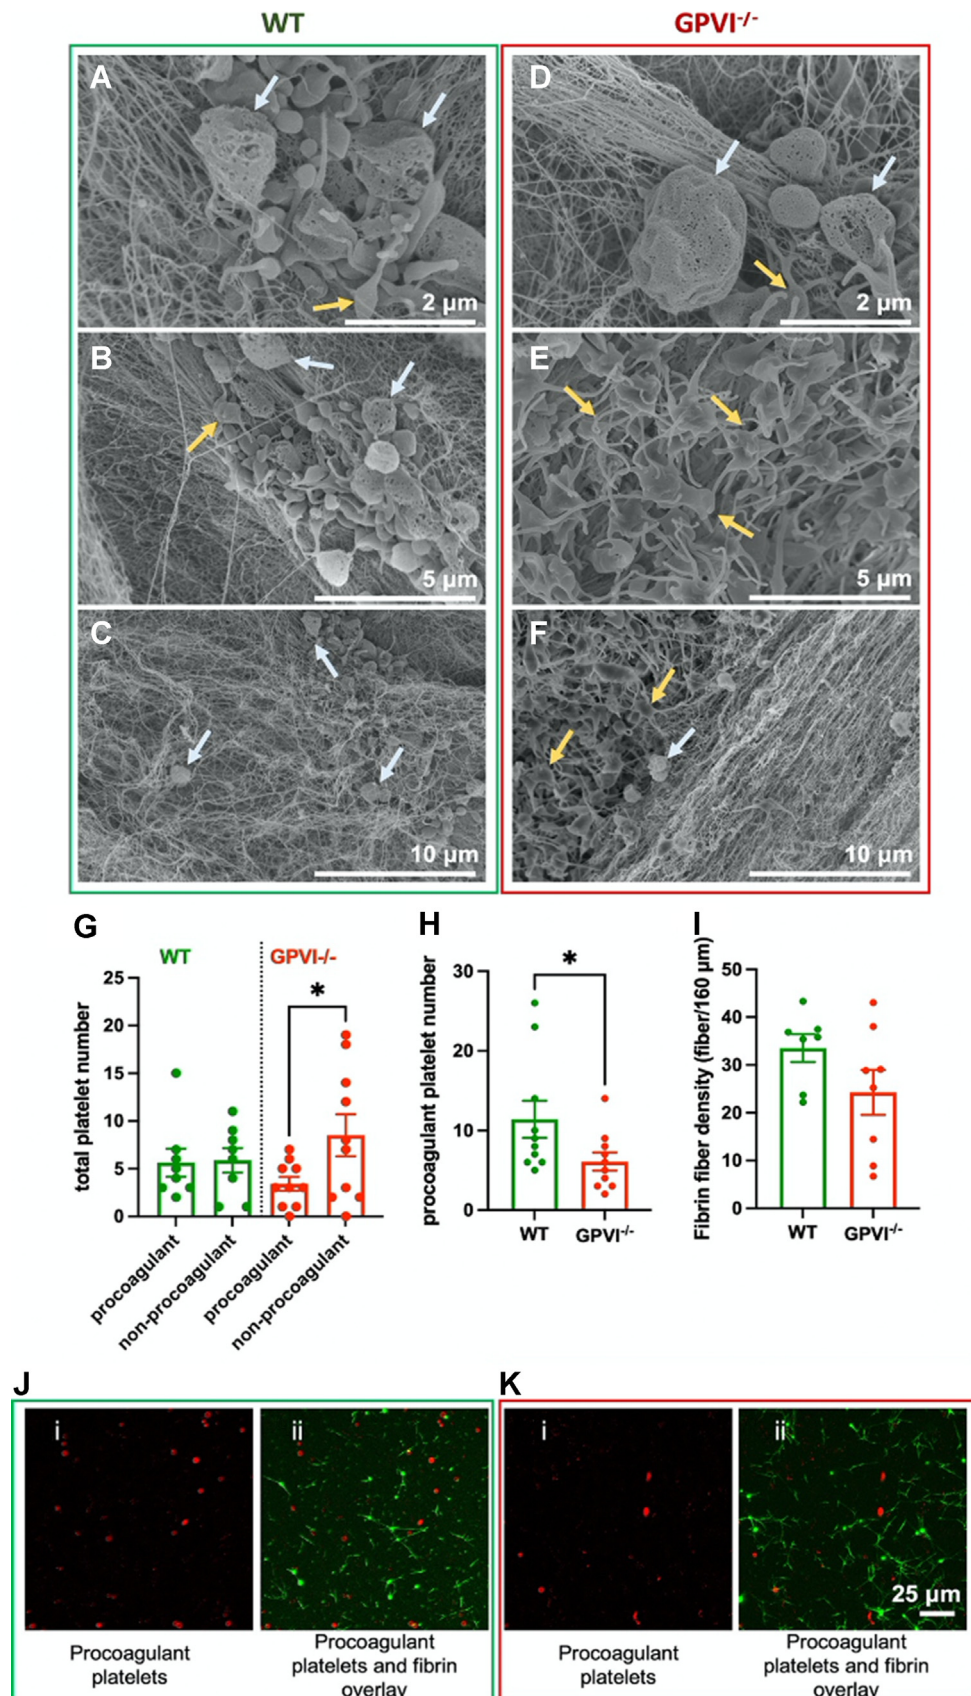 WT
GPVI-/-
A
2 µm
D
2 µm
B
5 µm
E
5 µm
C
10 µm
F
10 µm
G
WT
GPVI-/-
*
total platelet number
25
20
15
10
5
0
procoagulant
non-procoagulant
procoagulant
non-procoagulant
H
*
procoagulant platelet number
30
20
10
0
WT
GPVI-/-
I
Fibrin fiber density (fiber/160 µm)
50
40
30
20
10
0
WT
GPVI-/-
J
i
ii
Procoagulant
platelets
Procoagulant
platelets and fibrin
overlay
K
i
ii
25 µm
Procoagulant
platelets
Procoagulant
platelets and fibrin
overlay